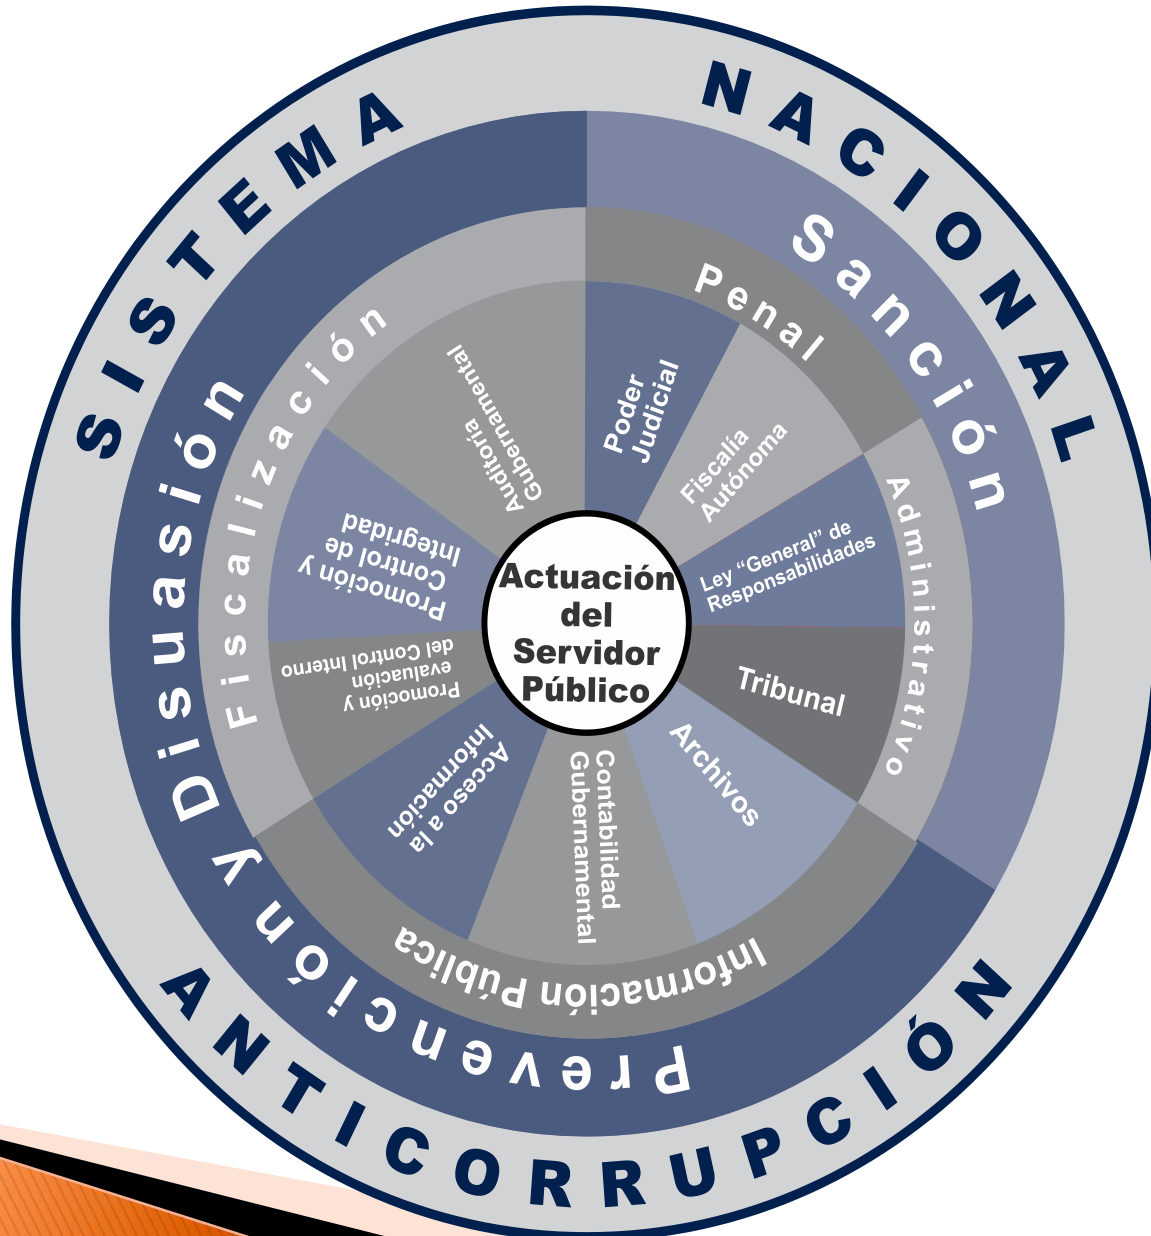 SISTEMA
NACIONAL
ANTICORRUPCIÓN
Sanción
Prevención y Disuasión
Penal
Administrativo
Información Pública
Fiscalización
Poder
Judicial
Fiscalía
Autónoma
Ley “General” de
Responsabilidades
Tribunal
Archivos
Contabilidad
Gubernamental
Acceso a la
Información
Promoción y
evaluación
del Control Interno
Promoción y
Control de
Integridad
Auditoria
Gubernamental
Actuación
del
Servidor
Público